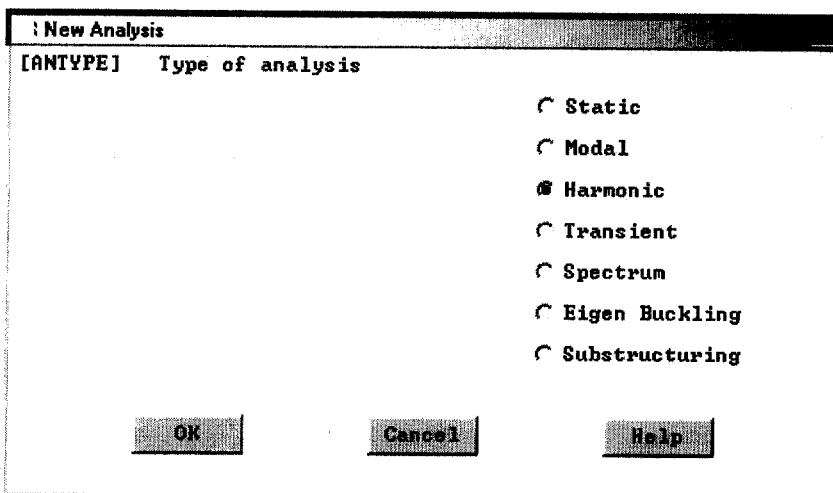 : New Analysis
[ANTYPE] Type of analysis
Static
Modal
Harmonic
Transient
Spectrum
Eigen Buckling
Substructuring
OK Cancel Help